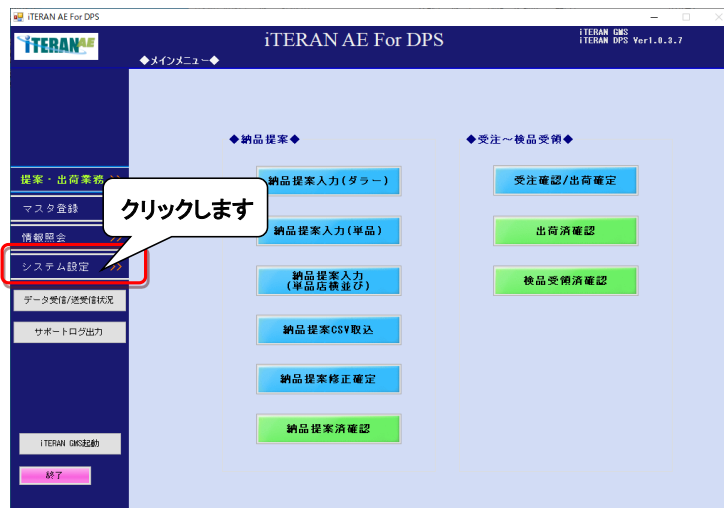 iTERAN AE For DPS
iTERAN AE
iTERAN AE For DPS
iTERAN GMS
iTERAN DPS Ver1.0.3.7
◆メインメニュー◆
◆納品提案◆
◆受注～検品受領◆
提案・出荷業務 >>
マスタ登録
情報照会 >>
システム設定 >>
データ受信/送受信状況
サポートログ出力
iTERAN GMS起動
終了
クリックします
納品提案入力(ダラー)
納品提案入力(単品)
納品提案入力
(単品店横並び)
納品提案CSV取込
納品提案修正確定
納品提案済確認
受注確認/出荷確定
出荷済確認
検品受領済確認